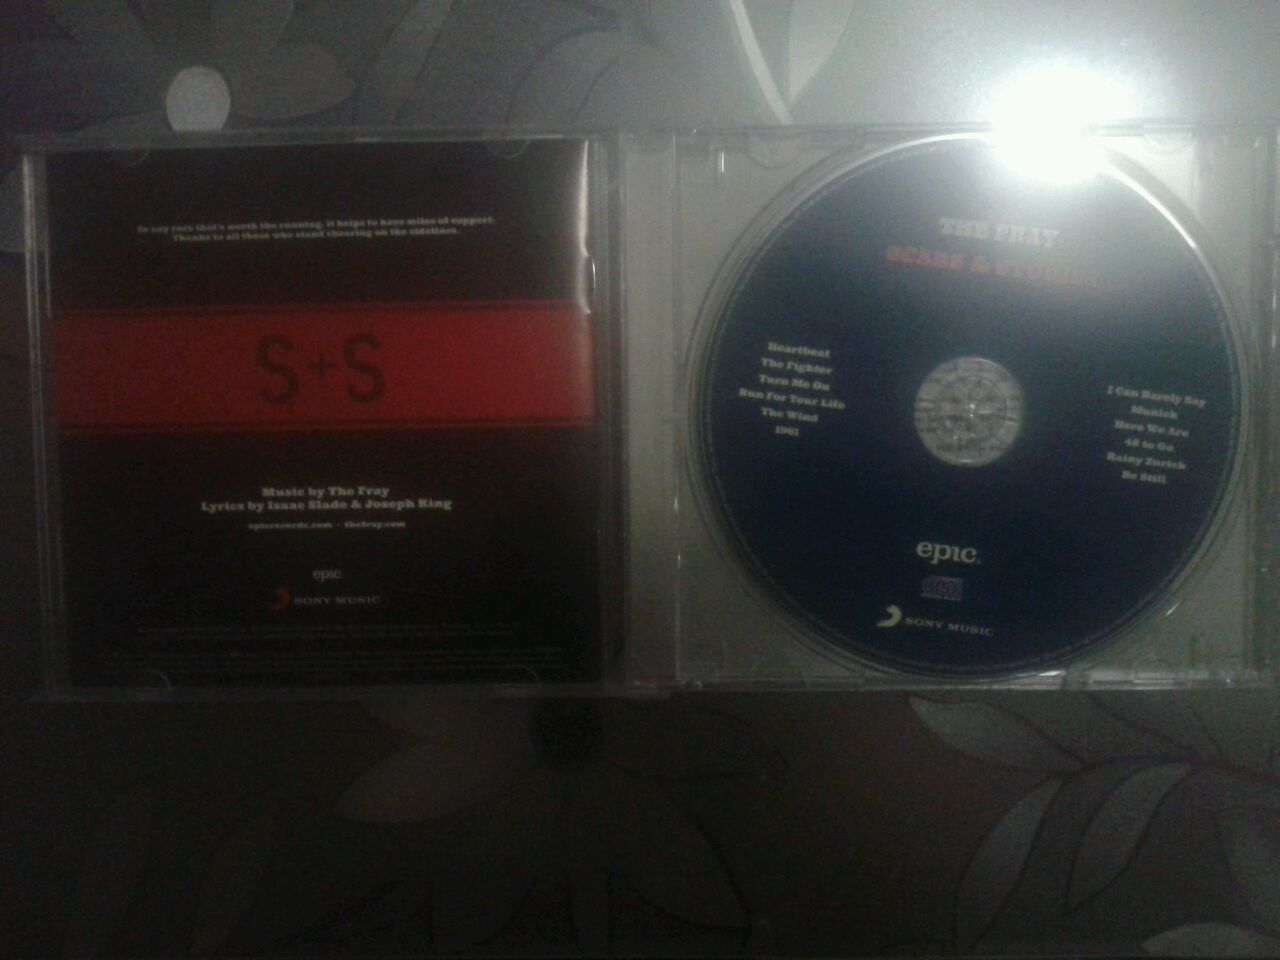 In any race that's worth the running, it helps to have miles of support.
Thanks to all those who stand cheering on the sidelines.
S+S
Music by The Fray
Lyrics by Isaac Slade & Joseph King
epicrecords.com · thefray.com
epic
SONY MUSIC
THE FRAY
SCARS & STORIES
Heartbeat
The Fighter
Turn Me On
Run For Your Life
The Wind
1961
I Can Barely Say
Munich
Here We Are
48 to Go
Rainy Zurich
Be Still
epic
SONY MUSIC